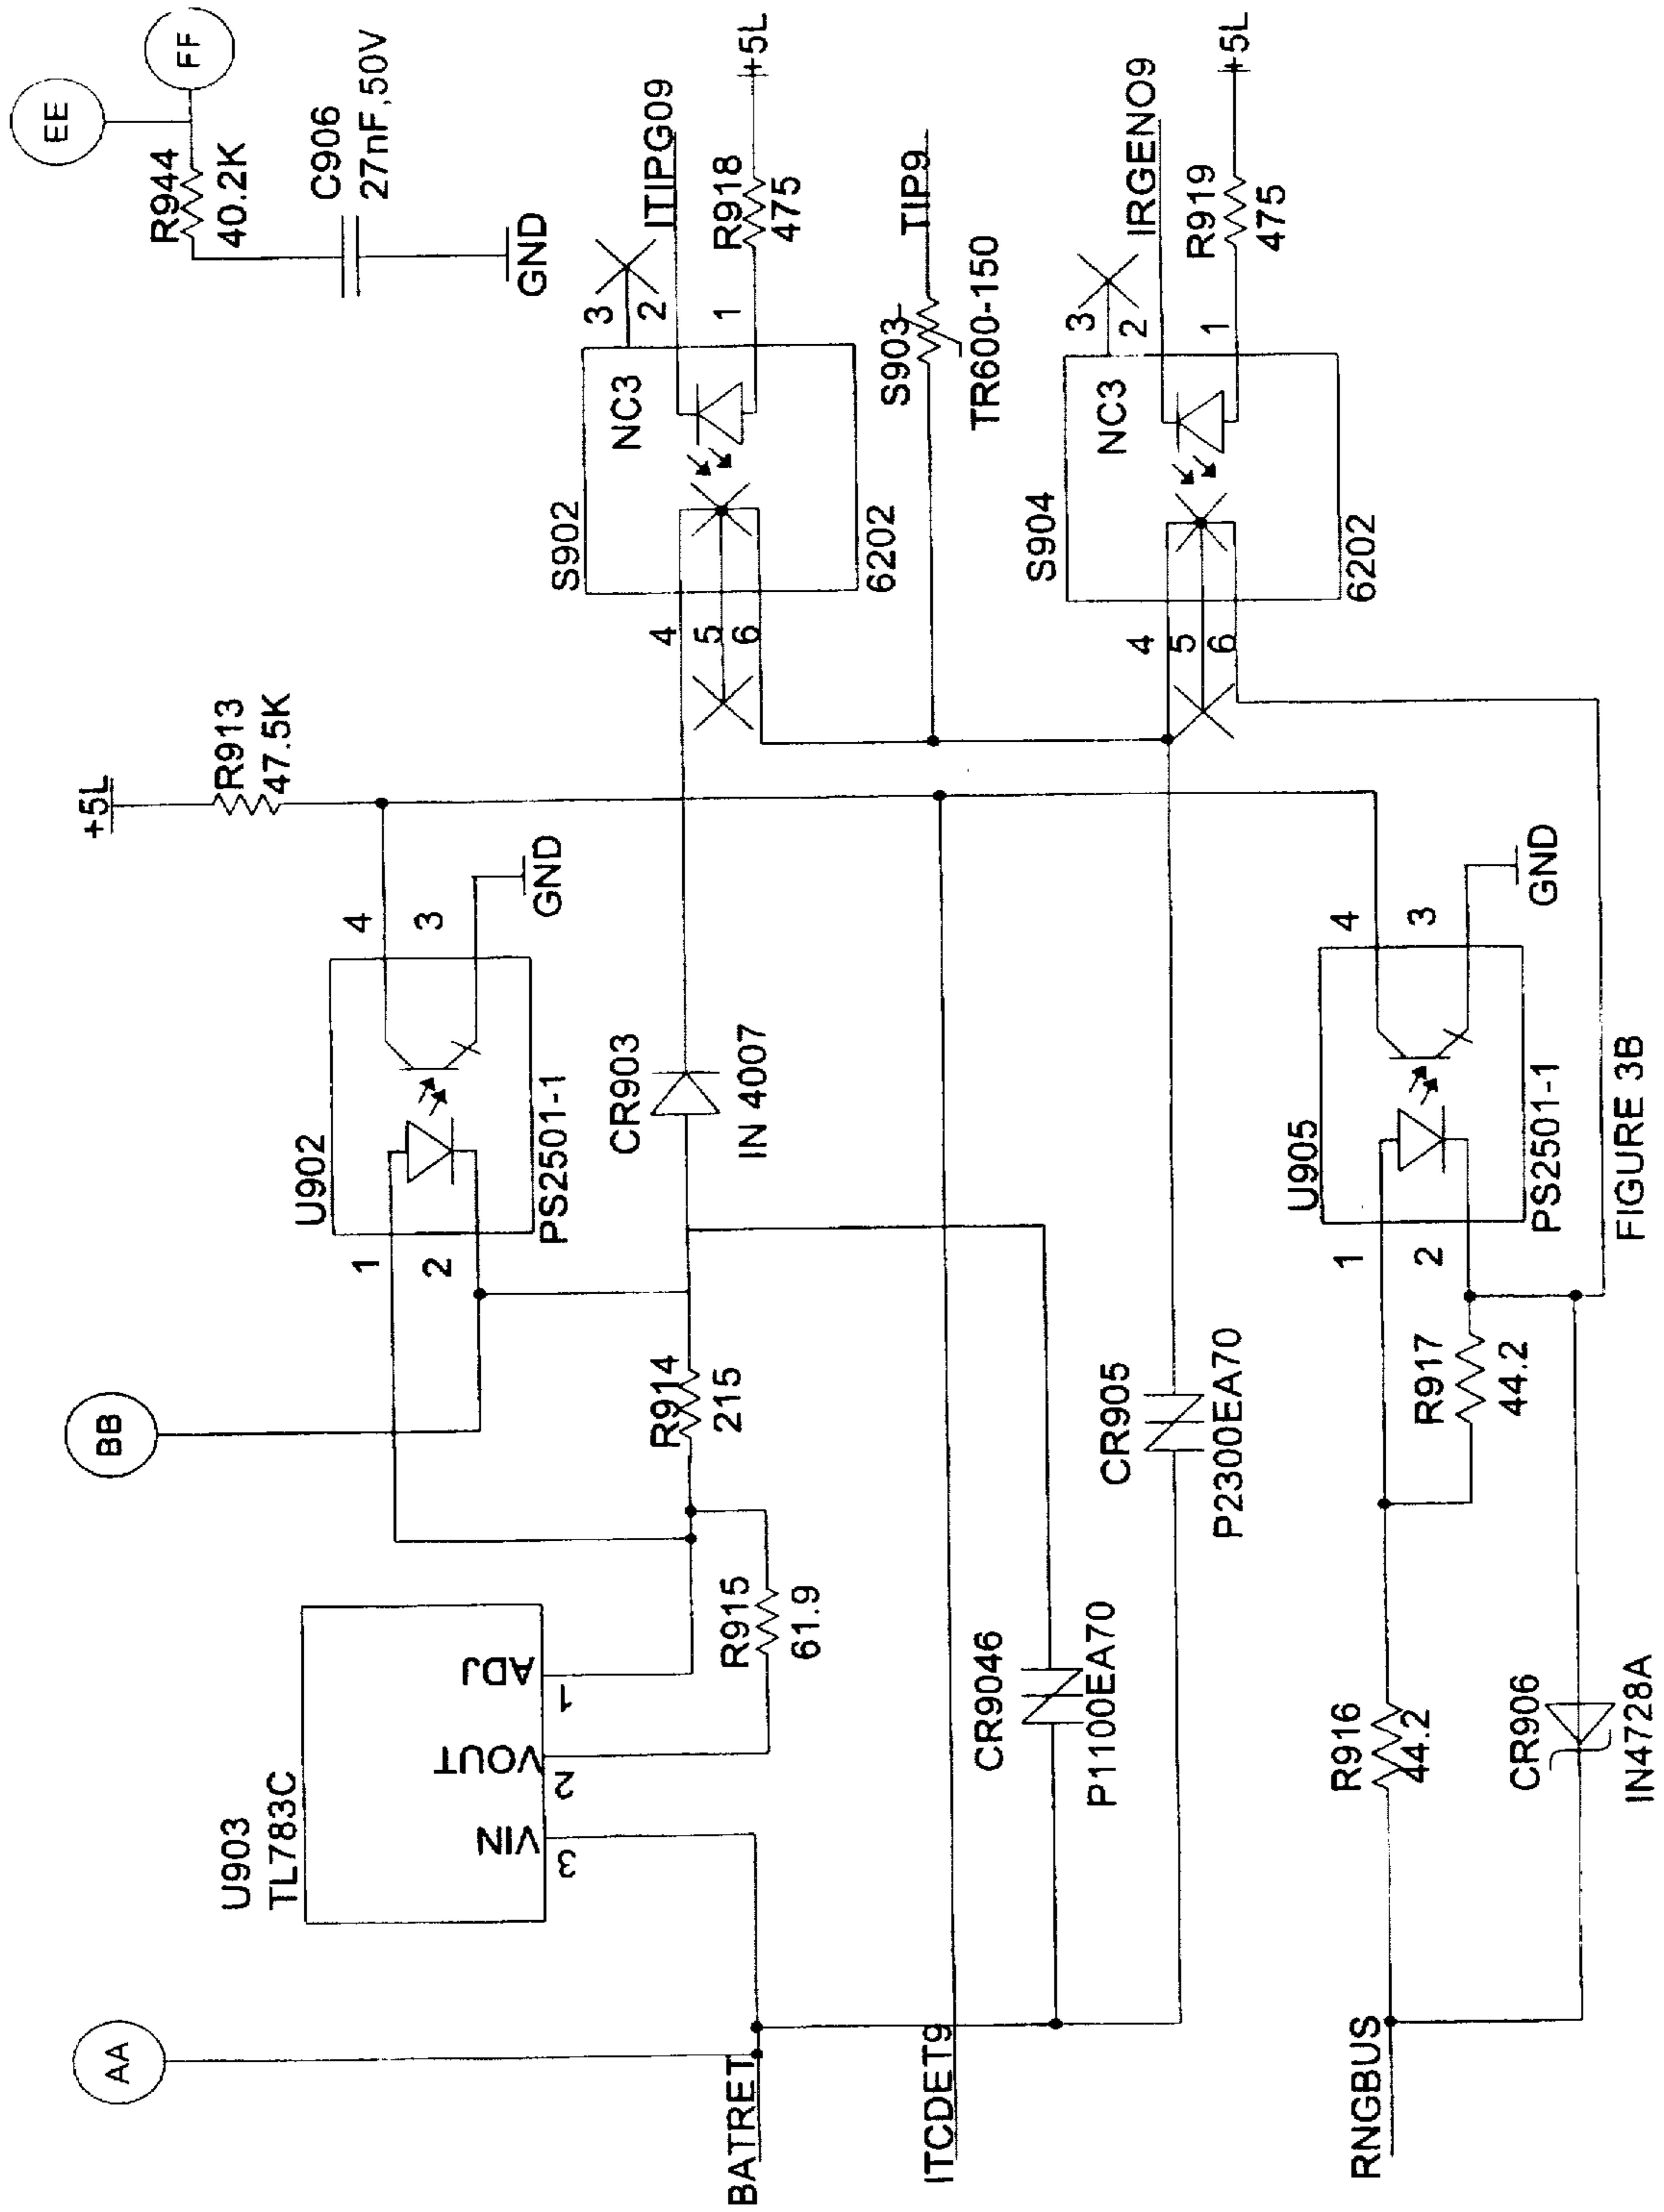 EE
FF
R944
40.2K
C906
27nF,50V
GND
+5L
R913
47.5K
S902
NC3
3
2
1
4
5
6
6202
ITIPG09
R918
475
+5L
TIP9
S903
TR600-150
IRGENO9
S904
NC3
3
2
1
4
5
6
6202
R919
475
+5L
BB
U902
1
2
4
3
PS2501-1
GND
CR903
IN 4007
R914
215
R915
61.9
U903
TL783C
ADJ
VOUT
VIN
1
2
3
AA
BATRET
ITCDET9
CR9046
P1100EA70
CR905
P2300EA70
U905
1
2
4
3
PS2501-1
GND
R917
44.2
R916
44.2
CR906
IN4728A
RNGBUS
FIGURE 3B